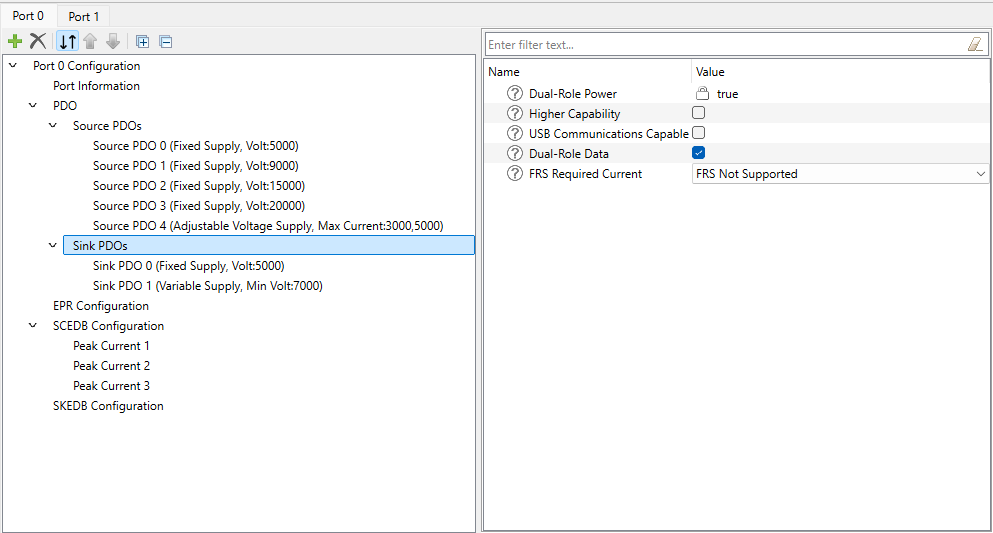 Port 0
Port 1
Port 0 Configuration
Port Information
PDO
Source PDOs
Source PDO 0 (Fixed Supply, Volt:5000)
Source PDO 1 (Fixed Supply, Volt:9000)
Source PDO 2 (Fixed Supply, Volt:15000)
Source PDO 3 (Fixed Supply, Volt:20000)
Source PDO 4 (Adjustable Voltage Supply, Max Current:3000,5000)
Sink PDOs
Sink PDO 0 (Fixed Supply, Volt:5000)
Sink PDO 1 (Variable Supply, Min Volt:7000)
EPR Configuration
SCEDB Configuration
Peak Current 1
Peak Current 2
Peak Current 3
SKEDB Configuration
Enter filter text...
Name Value
Dual-Role Power true
Higher Capability
USB Communications Capable
Dual-Role Data
FRS Required Current FRS Not Supported